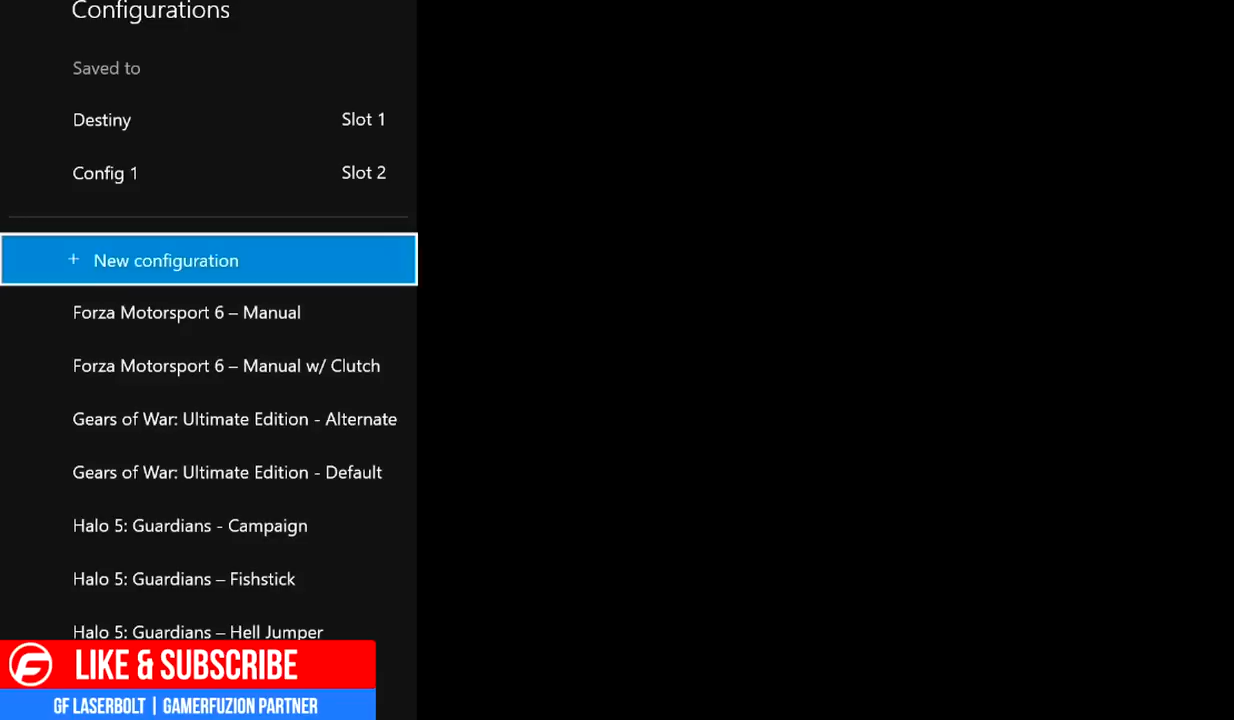 Configurations
Saved to
Destiny Slot 1
Config 1 Slot 2
+ New configuration
Forza Motorsport 6 – Manual
Forza Motorsport 6 – Manual w/ Clutch
Gears of War: Ultimate Edition - Alternate
Gears of War: Ultimate Edition - Default
Halo 5: Guardians - Campaign
Halo 5: Guardians – Fishstick
Halo 5: Guardians – Hell Jumper
LIKE & SUBSCRIBE
GF LASERBOLT | GAMERFUZION PARTNER